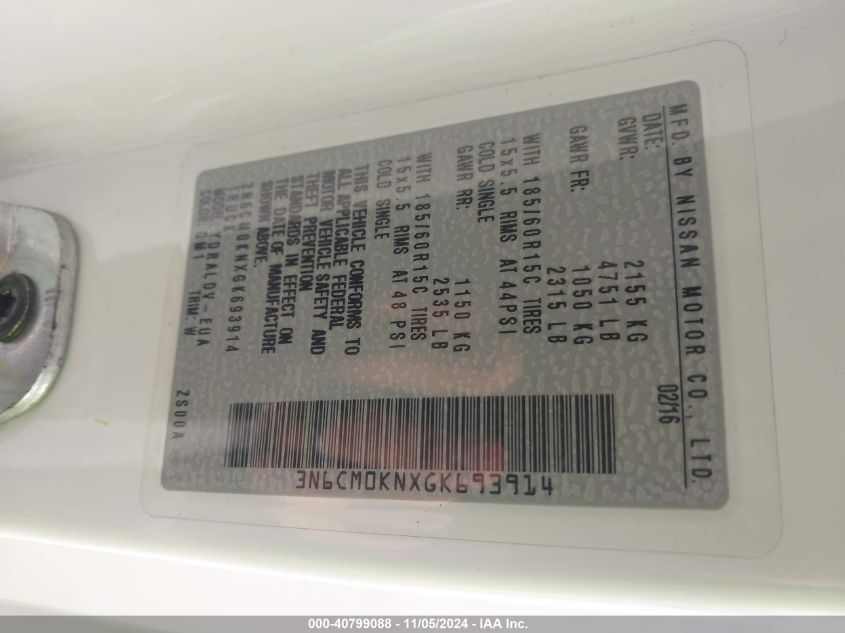 MFD. BY NISSAN MOTOR CO., LTD.
DATE: 02/16
GVWR: 2155 KG
4751 LB
GAWR FR: 1050 KG
2315 LB
WITH 185/60R15C TIRES
15x5.5 RIMS AT 44PSI
COLD SINGLE
GAWR RR: 1150 KG
2535 LB
WITH 185/60R15C TIRES
15x5.5 RIMS AT 48 PSI
COLD SINGLE
THIS VEHICLE CONFORMS TO
ALL APPLICABLE FEDERAL
MOTOR VEHICLE SAFETY AND
THEFT PREVENTION
STANDARDS IN EFFECT ON
THE DATE OF MANUFACTURE
SHOWN ABOVE.
3N6CM0KNXGK693914
TRUCK
MODEL FDRALDV-EUA
COLOR QM1 TRIM: W
ZS00A
3N6CM0KNXGK693914
000-40799088 - 11/05/2024 - IAA Inc.